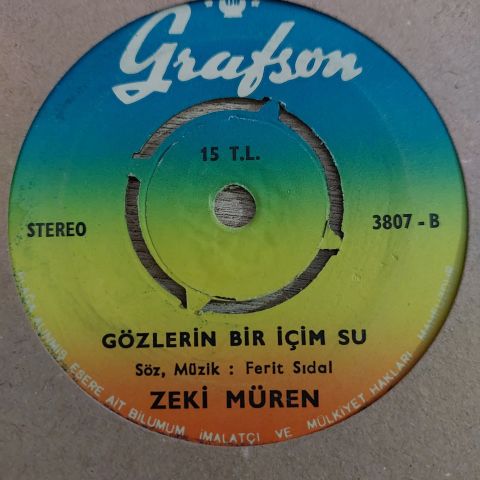 Grafson
15 T.L.
STEREO
3807 - B
GÖZLERİN BİR İÇİM SU
Söz, Müzik : Ferit Sıdal
ZEKİ MÜREN
ESERE AİT BİLUMUM İMALATÇI VE MÜLKİYET HAKLARI